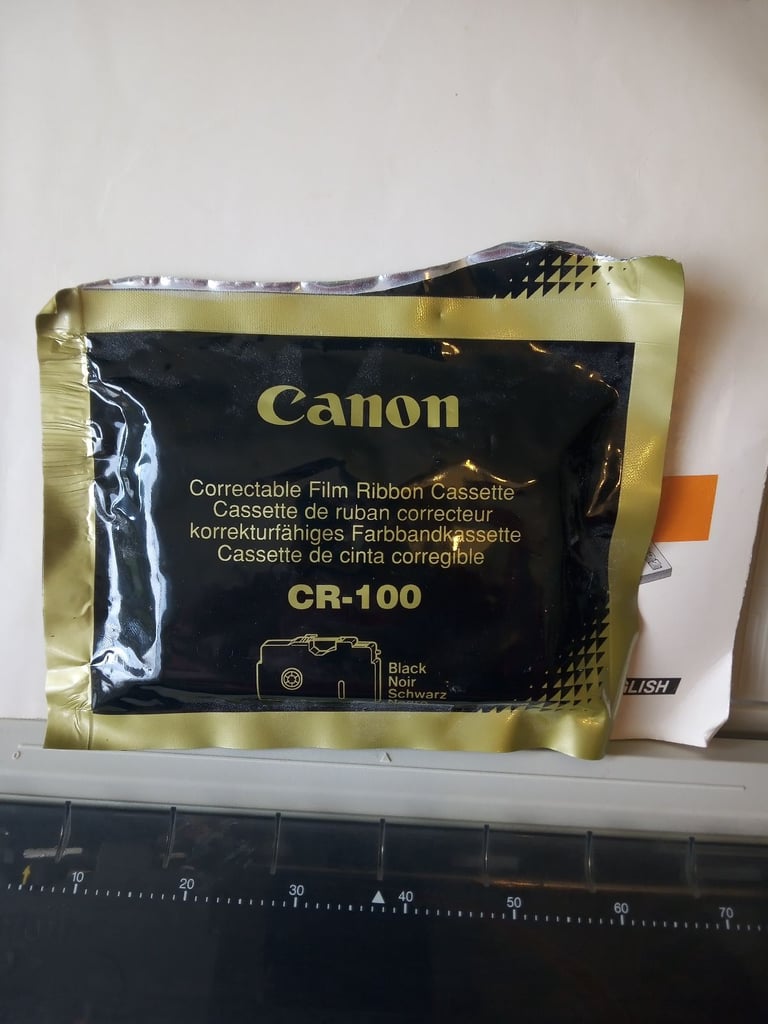 Canon
Correctable Film Ribbon Cassette
Cassette de ruban correcteur
korrekturfähiges Farbbandkassette
Cassette de cinta corregible
CR-100
Black
Noir
Schwarz
GLISH
10 20 30 40 50 60 70